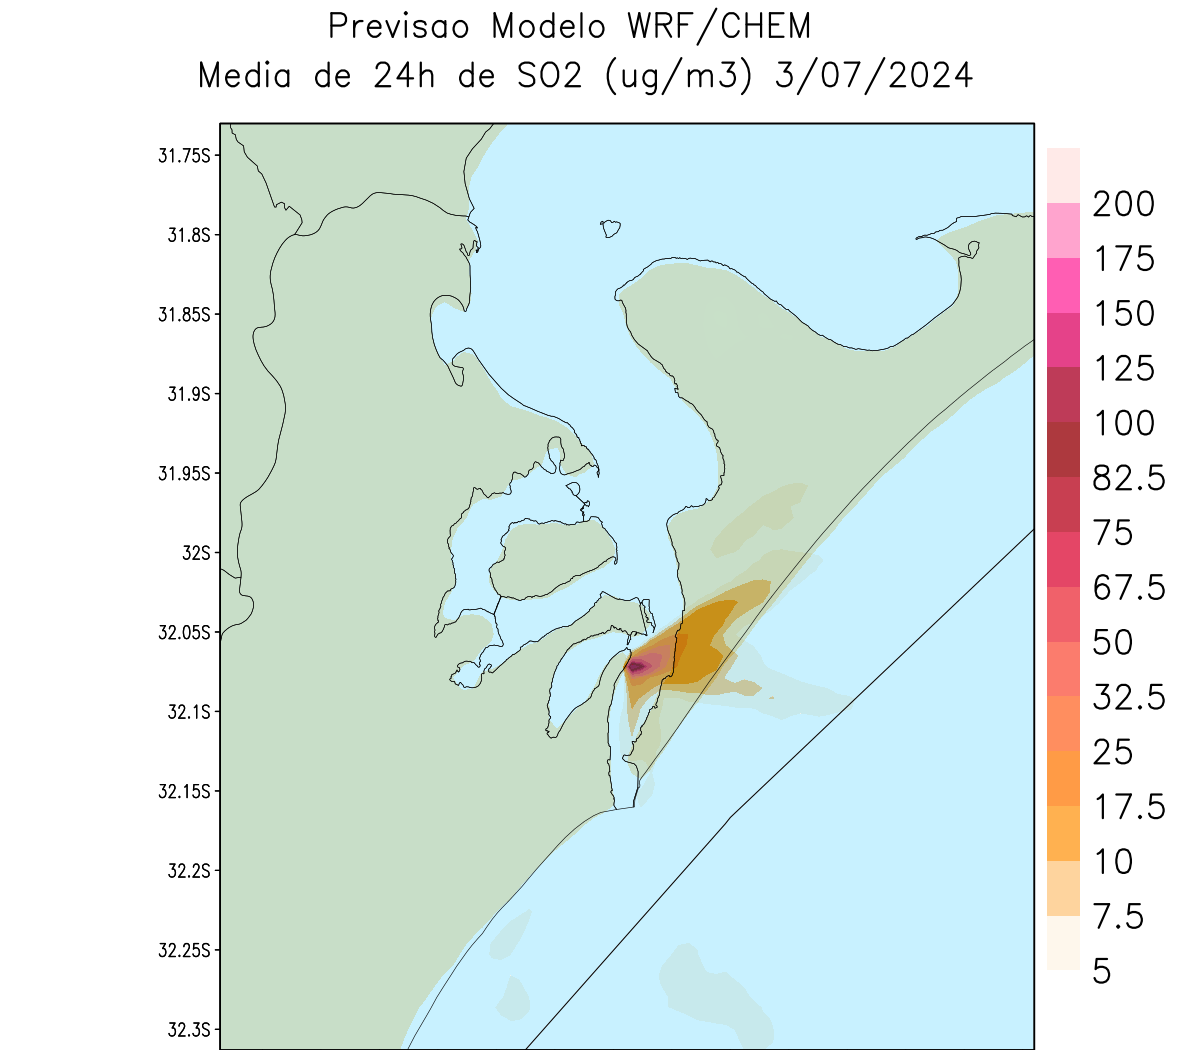 Previsao Modelo WRF/CHEM
Media de 24h de SO2 (ug/m3) 3/07/2024
31.75S
31.8S
31.85S
31.9S
31.95S
32S
32.05S
32.1S
32.15S
32.2S
32.25S
32.3S
200
175
150
125
100
82.5
75
67.5
50
32.5
25
17.5
10
7.5
5